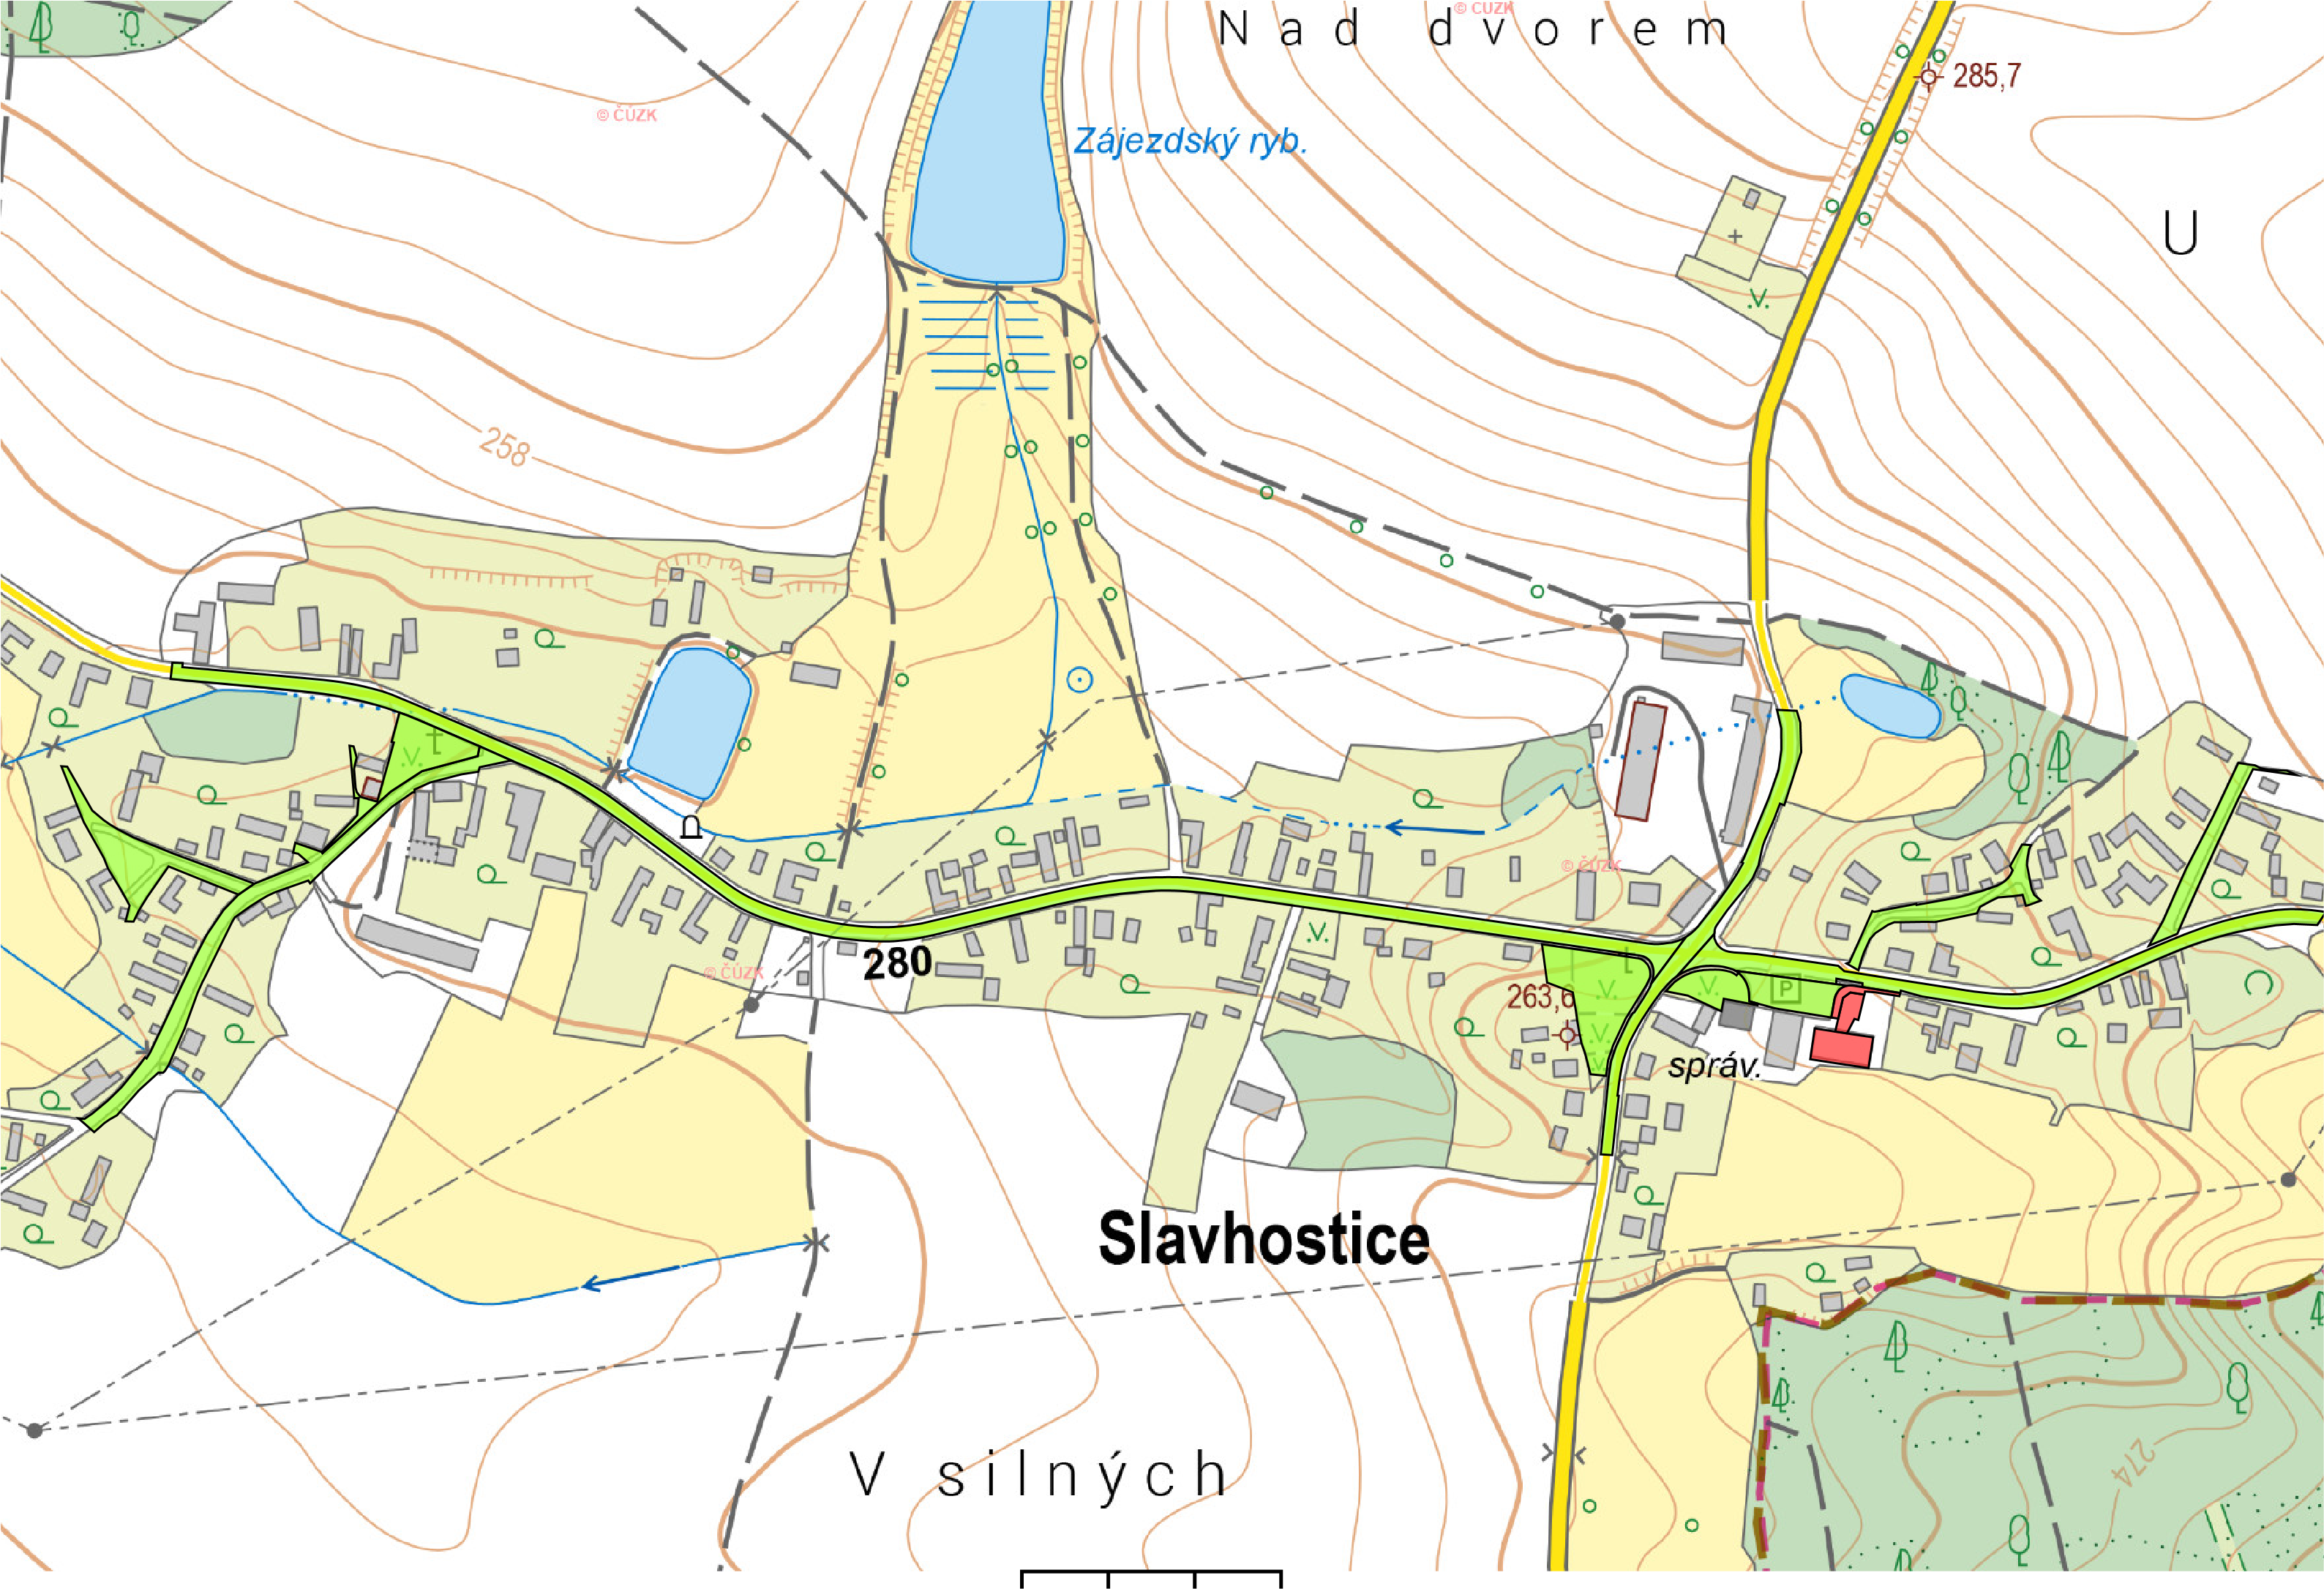 © ČÚZK
Nad dvorem
285,7
© ČÚZK
Zájezdský ryb.
U
258
© ČÚZK
280
© ČÚZK
P
263,6
správ.
Slavhostice
V silných
274